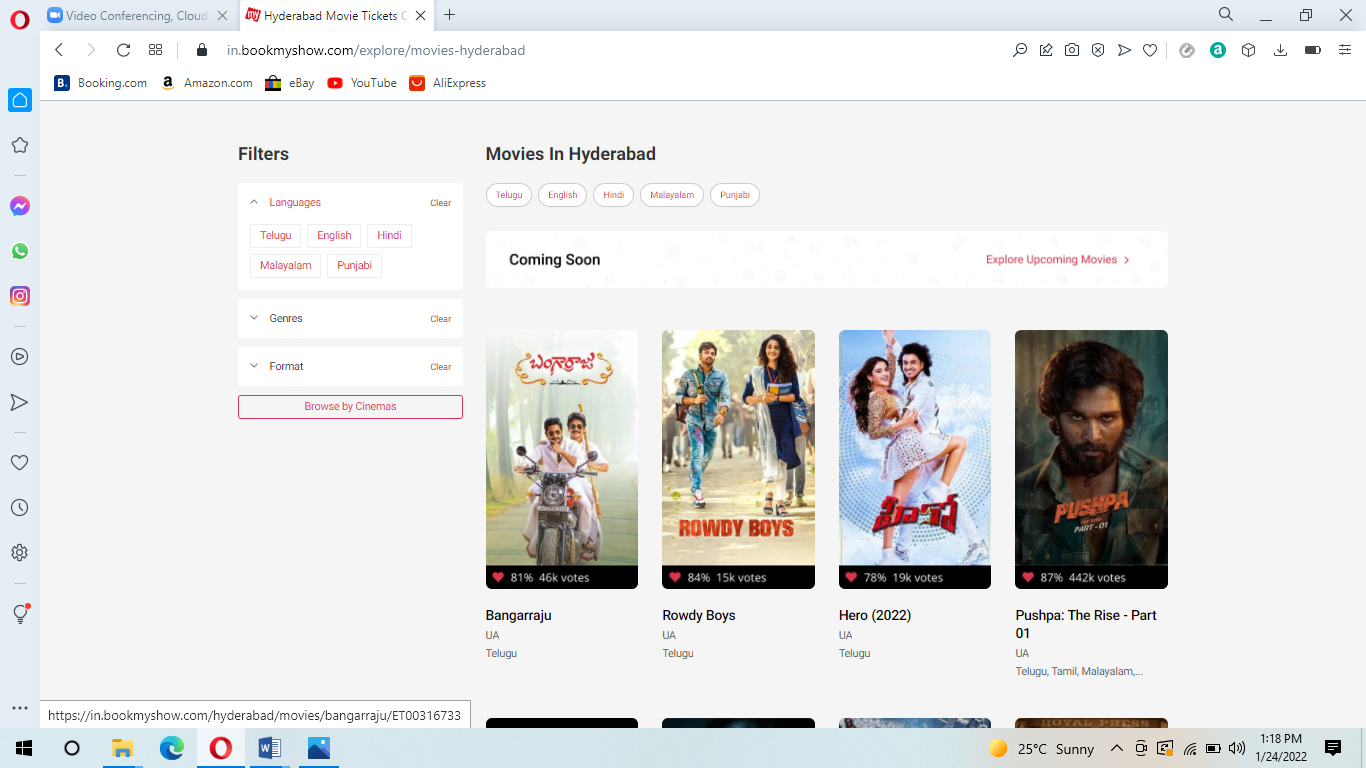 Video Conferencing, Cloud
Hyderabad Movie Tickets O
in.bookmyshow.com/explore/movies-hyderabad
Booking.com
Amazon.com
eBay
YouTube
AliExpress
Filters
Languages
Clear
Telugu
English
Hindi
Malayalam
Punjabi
Genres
Clear
Format
Clear
Browse by Cinemas
Movies In Hyderabad
Telugu
English
Hindi
Malayalam
Punjabi
Coming Soon
Explore Upcoming Movies
బంగార్రాజు
81% 46k votes
Bangarraju
UA
Telugu
ROWDY BOYS
84% 15k votes
Rowdy Boys
UA
Telugu
హీరో
78% 19k votes
Hero (2022)
UA
Telugu
PUSHPA
THE RISE
PART-01
87% 442k votes
Pushpa: The Rise - Part
01
UA
Telugu, Tamil, Malayalam,...
ROYAL PRESS
https://in.bookmyshow.com/hyderabad/movies/bangarraju/ET00316733
25°C Sunny
1:18 PM
1/24/2022